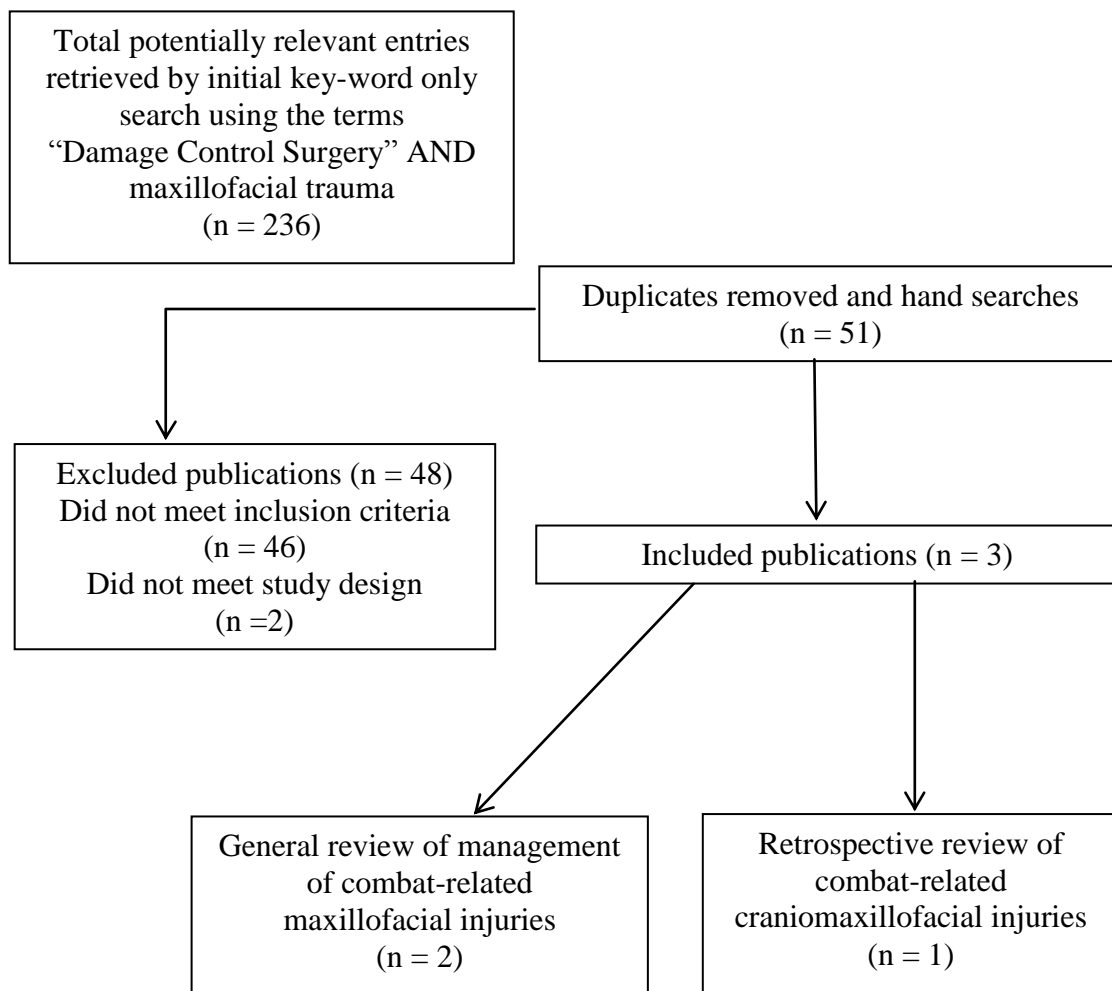 Total potentially relevant entries
retrieved by initial key-word only
search using the terms
“Damage Control Surgery” AND
maxillofacial trauma
(n = 236)
Duplicates removed and hand searches
(n = 51)
Excluded publications (n = 48)
Did not meet inclusion criteria
(n = 46)
Did not meet study design
(n =2)
Included publications (n = 3)
General review of management
of combat-related
maxillofacial injuries
(n = 2)
Retrospective review of
combat-related
craniomaxillofacial injuries
(n = 1)